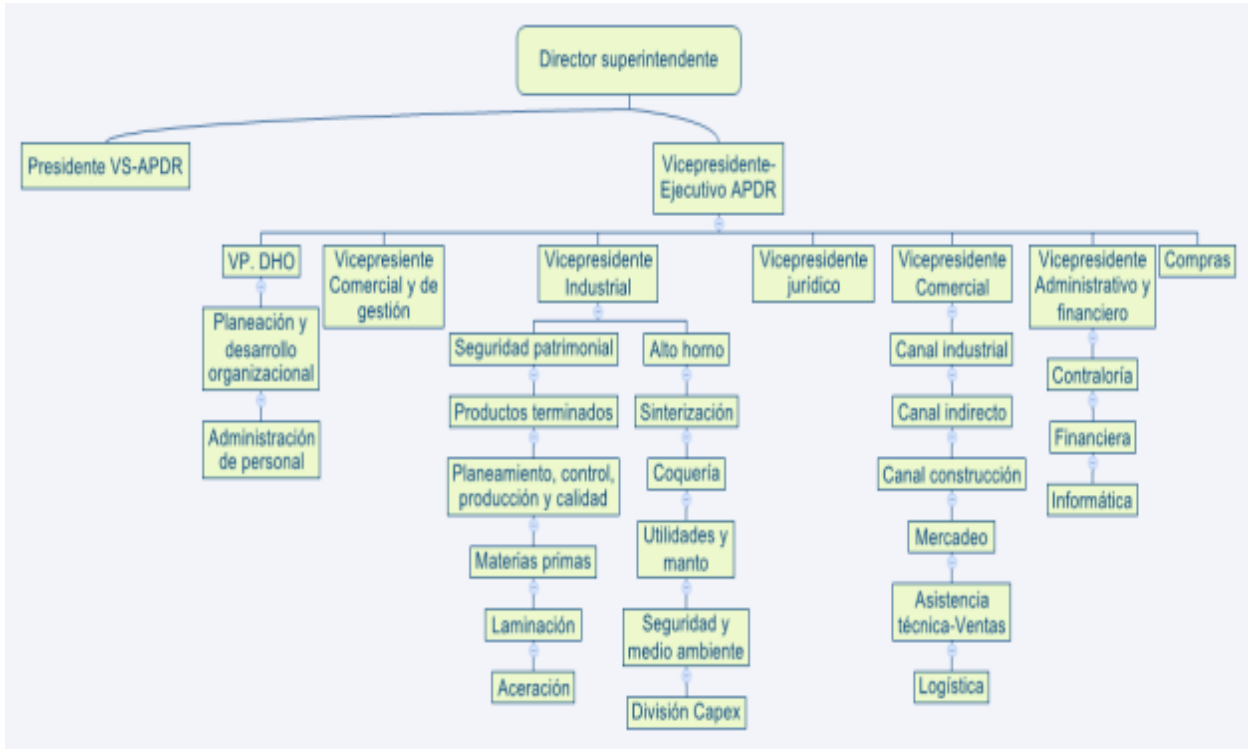 Director superintendente
Presidente VS-APDR
Vicepresidente-
Ejecutivo APDR
VP. DHO
Vicepresiente
Comercial y de
gestión
Vicepresidente
Industrial
Vicepresidente
jurídico
Vicepresidente
Comercial
Vicepresidente
Administrativo y
financiero
Compras
Planeación y
desarrollo
organizacional
Administración
de personal
Seguridad patrimonial
Productos terminados
Planeamiento, control,
producción y calidad
Materias primas
Laminación
Aceración
Alto horno
Sinterización
Coquería
Utilidades y
manto
Seguridad y
medio ambiente
División Capex
Canal industrial
Canal indirecto
Canal construcción
Mercadeo
Asistencia
técnica-Ventas
Logística
Contraloría
Financiera
Informática